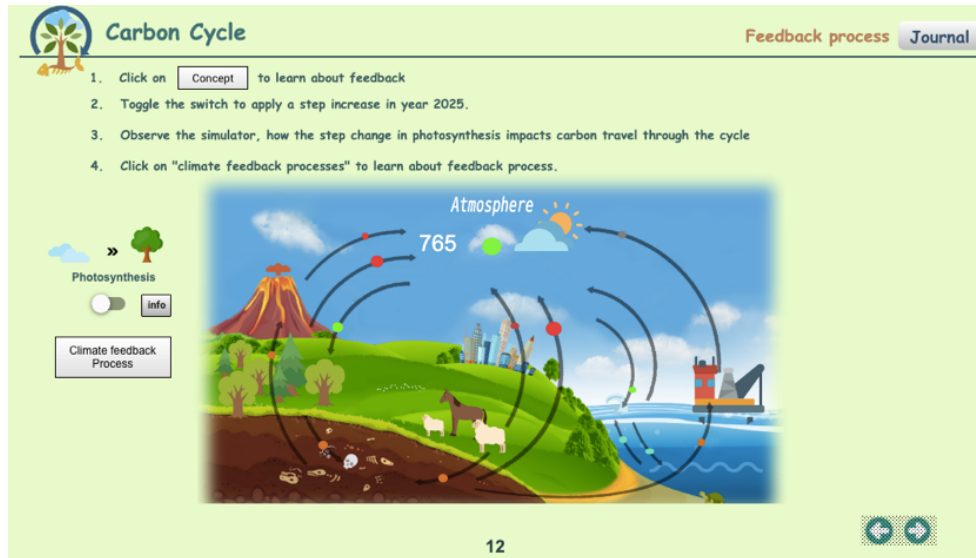 Carbon Cycle
Feedback process
Journal
1. Click on Concept to learn about feedback
2. Toggle the switch to apply a step increase in year 2025.
3. Observe the simulator, how the step change in photosynthesis impacts carbon travel through the cycle
4. Click on "climate feedback processes" to learn about feedback process.
Atmosphere
765
»
Photosynthesis
info
Climate feedback
Process
12